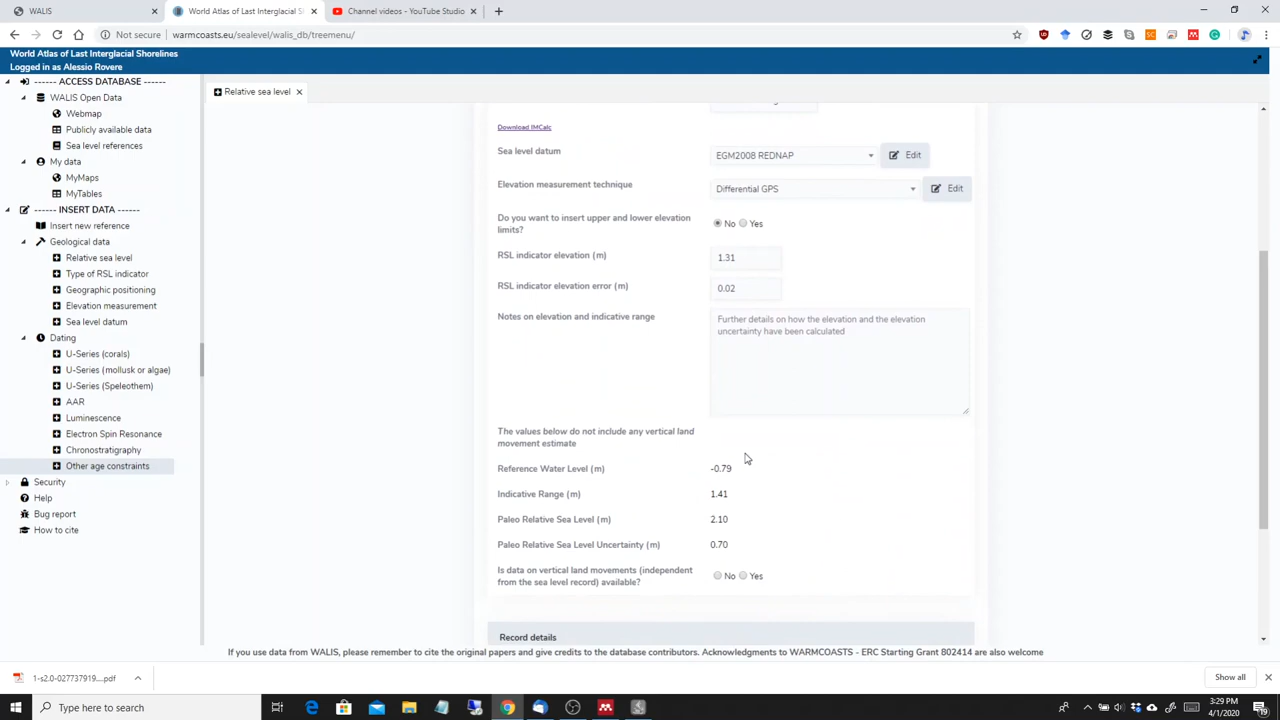 WALIS
World Atlas of Last Interglacial S
Channel videos - YouTube Studio
Not secure | warmcoasts.eu/sealevel/walis_db/treemenu/
World Atlas of Last Interglacial Shorelines
Logged in as Alessio Rovere
------ ACCESS DATABASE ------
WALIS Open Data
Webmap
Publicly available data
Sea level references
My data
MyMaps
MyTables
------ INSERT DATA ------
Insert new reference
Geological data
Relative sea level
Type of RSL indicator
Geographic positioning
Elevation measurement
Sea level datum
Dating
U-Series (corals)
U-Series (mollusk or algae)
U-Series (Speleothem)
AAR
Luminescence
Electron Spin Resonance
Chronostratigraphy
Other age constraints
Security
Help
Bug report
How to cite
Relative sea level
Download IMCalc
Sea level datum
EGM2008 REDNAP
Edit
Elevation measurement technique
Differential GPS
Edit
Do you want to insert upper and lower elevation
limits?
No Yes
RSL indicator elevation (m)
1.31
RSL indicator elevation error (m)
0.02
Notes on elevation and indicative range
Further details on how the elevation and the elevation
uncertainty have been calculated
The values below do not include any vertical land
movement estimate
Reference Water Level (m)
-0.79
Indicative Range (m)
1.41
Paleo Relative Sea Level (m)
2.10
Paleo Relative Sea Level Uncertainty (m)
0.70
Is data on vertical land movements (independent
from the sea level record) available?
No Yes
Record details
If you use data from WALIS, please remember to cite the original papers and give credits to the database contributors. Acknowledgments to WARMCOASTS - ERC Starting Grant 802414 are also welcome
1-s2.0-027737919....pdf
Show all
Type here to search
3:29 PM
4/1/2020